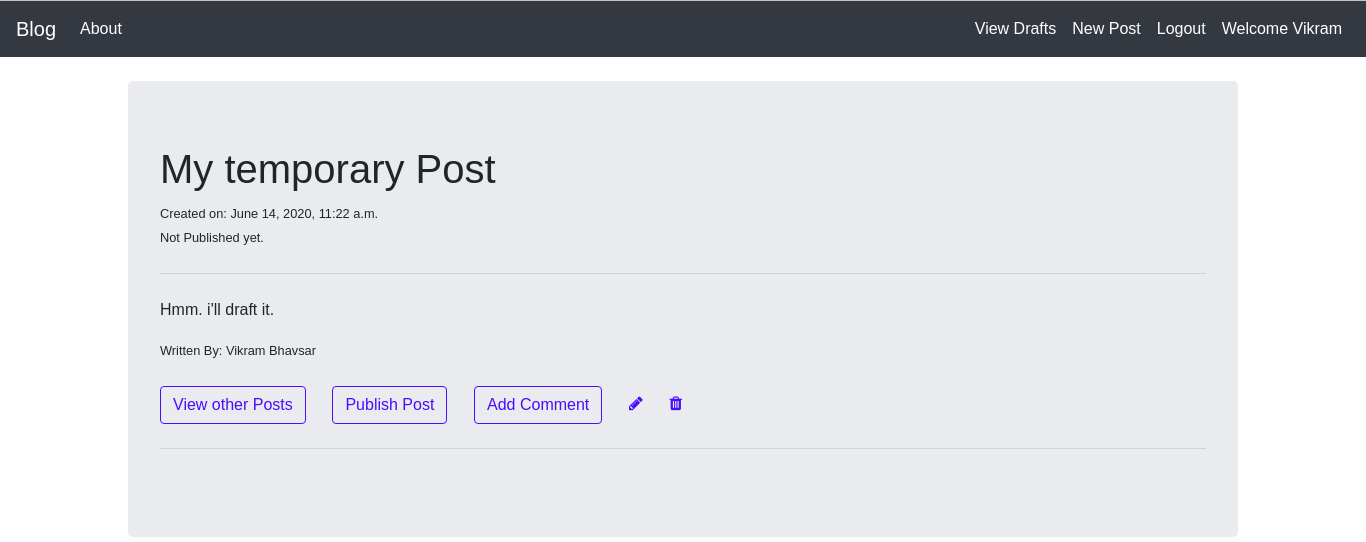 Blog About View Drafts New Post Logout Welcome Vikram
My temporary Post
Created on: June 14, 2020, 11:22 a.m.
Not Published yet.
Hmm. i'll draft it.
Written By: Vikram Bhavsar
View other Posts Publish Post Add Comment